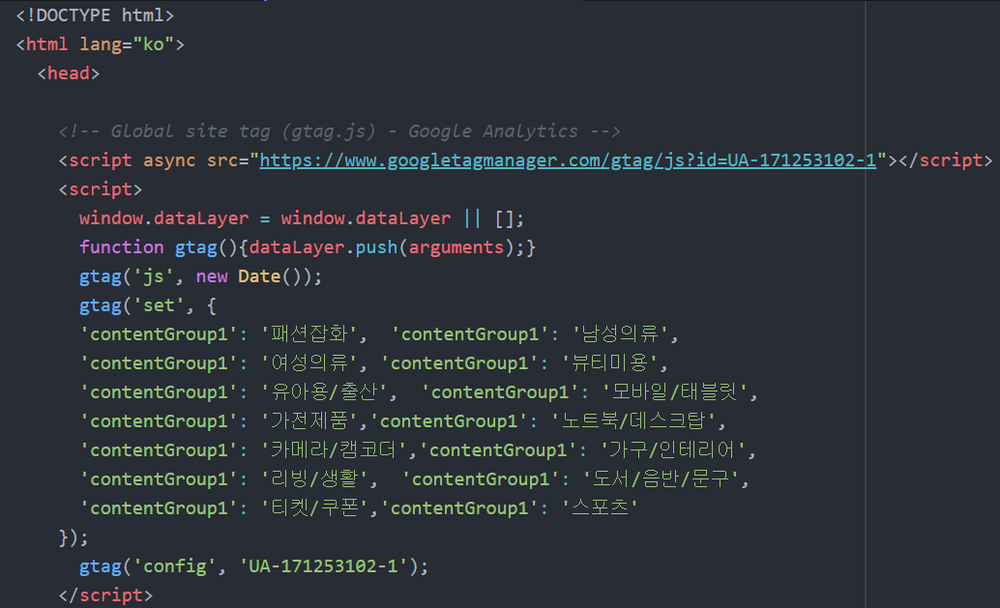 <!DOCTYPE html>
<html lang="ko">
<head>
<!-- Global site tag (gtag.js) - Google Analytics -->
<script async src="https://www.googletagmanager.com/gtag/js?id=UA-171253102-1"></script>
<script>
window.dataLayer = window.dataLayer || [];
function gtag(){dataLayer.push(arguments);}
gtag('js', new Date());
gtag('set', {
'contentGroup1': '패션잡화',  'contentGroup1': '남성의류',
'contentGroup1': '여성의류', 'contentGroup1': '뷰티미용',
'contentGroup1': '유아용/출산',  'contentGroup1': '모바일/태블릿',
'contentGroup1': '가전제품','contentGroup1': '노트북/데스크탑',
'contentGroup1': '카메라/캠코더','contentGroup1': '가구/인테리어',
'contentGroup1': '리빙/생활',  'contentGroup1': '도서/음반/문구',
'contentGroup1': '티켓/쿠폰','contentGroup1': '스포츠'
});
gtag('config', 'UA-171253102-1');
</script>